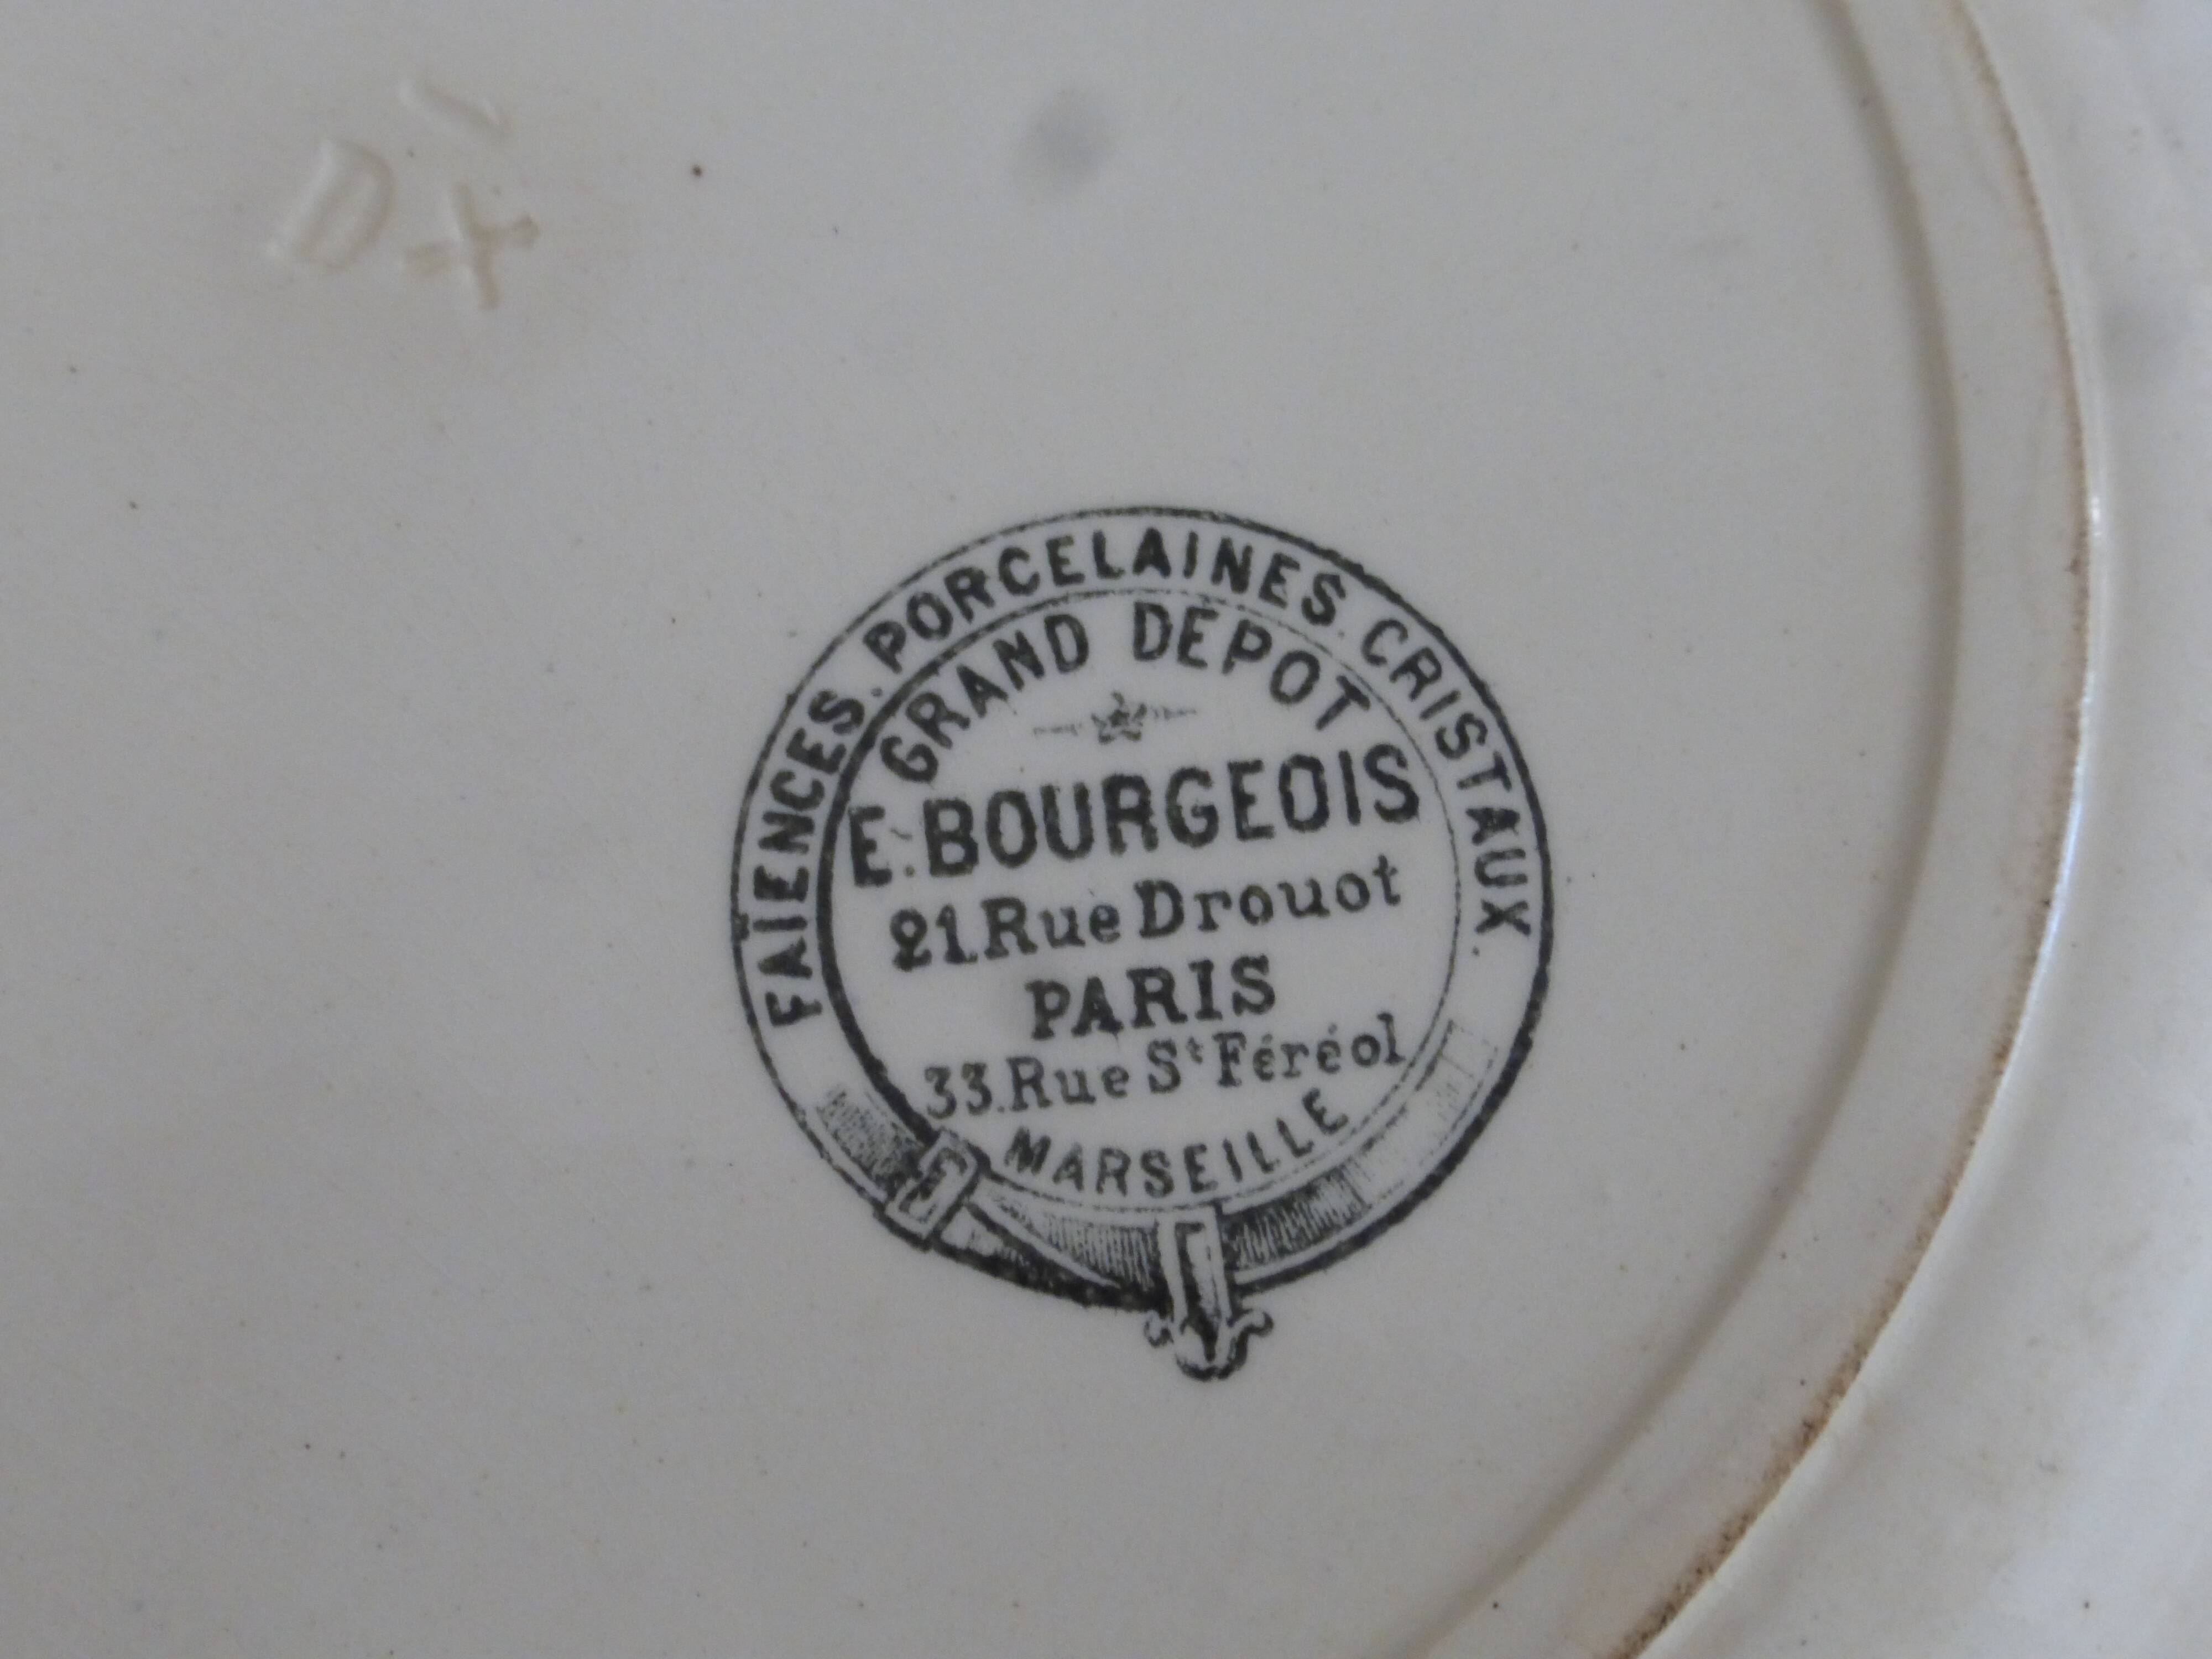 D X
FAÏENCES. PORCELAINES. CRISTAUX.
GRAND DEPOT
E. BOURGEOIS
21 Rue Drouot
PARIS
33. Rue St Féréol
MARSEILLE